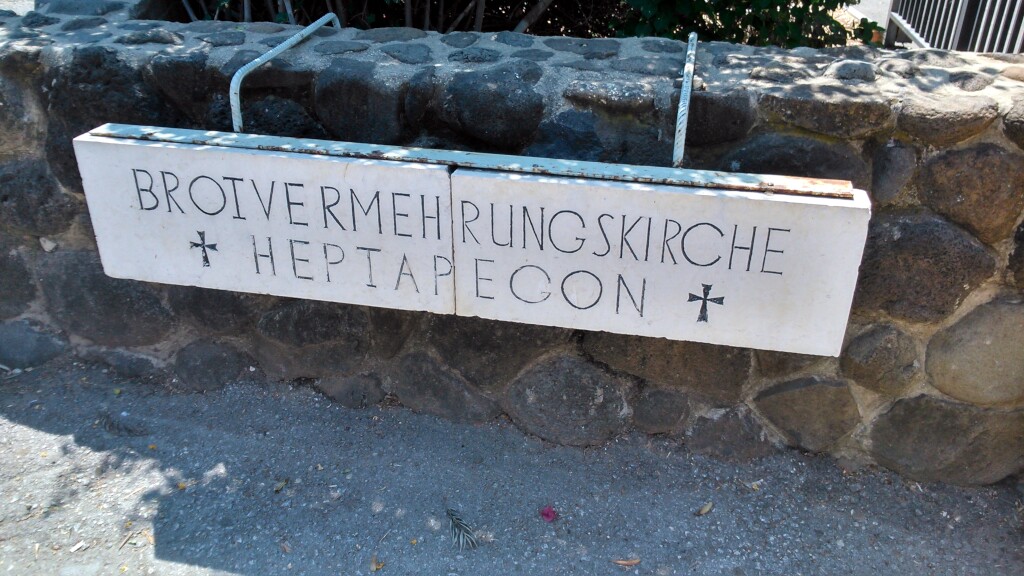 BROTVERMEHRUNGSKIRCHE
✝ HEPTAPEGON ✝